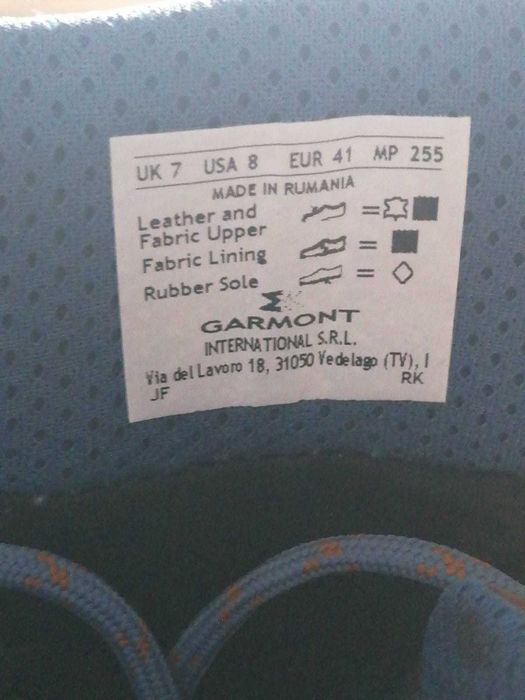 UK 7 USA 8 EUR 41 MP 255
MADE IN RUMANIA
Leather and
Fabric Upper
Fabric Lining
Rubber Sole
GARMONT
INTERNATIONAL S.R.L.
Via del Lavoro 18, 31050 Vedelago (TV), I
JF RK